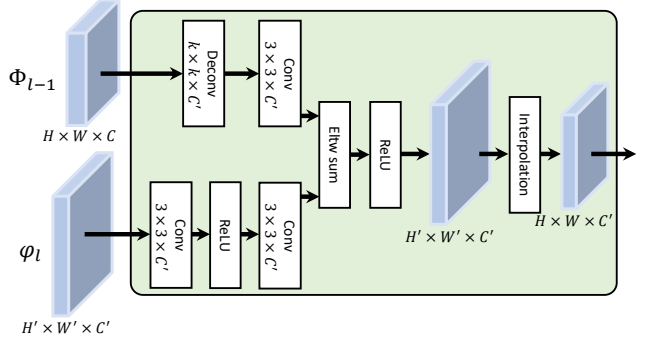 Φ_{l−1}
H × W × C
Deconv
k × k × C′
Conv
3 × 3 × C′
Eltw sum
ReLU
H′ × W′ × C′
Interpolation
H × W × C′
φ_l
H′ × W′ × C′
Conv
3 × 3 × C′
ReLU
Conv
3 × 3 × C′